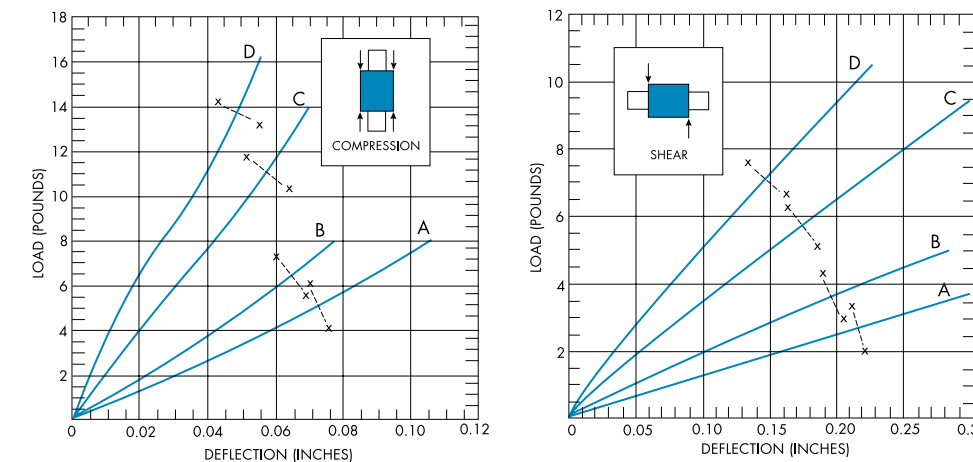 18
16
14
12
10
8
6
4
2
0
0.02
0.04
0.06
0.08
0.10
0.12
LOAD (POUNDS)
DEFLECTION (INCHES)
D
C
B
A
COMPRESSION
12
10
8
6
4
2
0
0.05
0.10
0.15
0.20
0.25
LOAD (POUNDS)
DEFLECTION (INCHES)
D
C
B
A
SHEAR